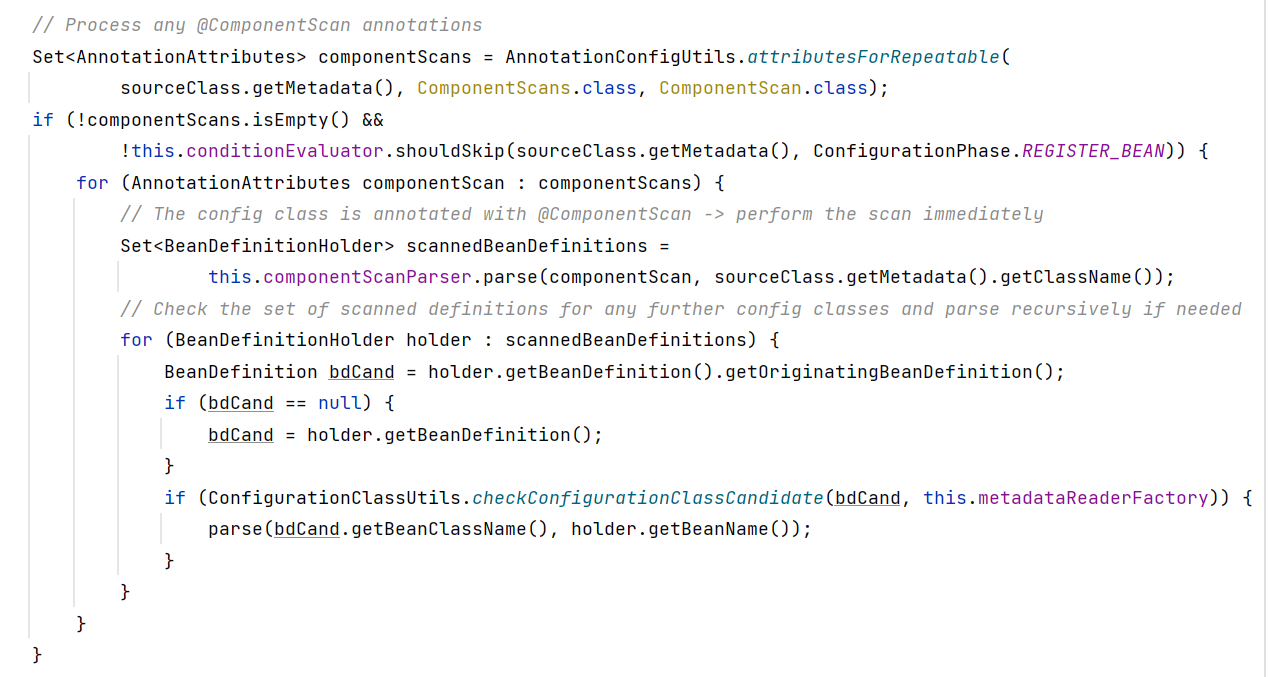 // Process any @ComponentScan annotations
Set<AnnotationAttributes> componentScans = AnnotationConfigUtils.attributesForRepeatable(
        sourceClass.getMetadata(), ComponentScans.class, ComponentScan.class);
if (!componentScans.isEmpty() &&
        !this.conditionEvaluator.shouldSkip(sourceClass.getMetadata(), ConfigurationPhase.REGISTER_BEAN)) {
    for (AnnotationAttributes componentScan : componentScans) {
        // The config class is annotated with @ComponentScan -> perform the scan immediately
        Set<BeanDefinitionHolder> scannedBeanDefinitions =
                this.componentScanParser.parse(componentScan, sourceClass.getMetadata().getClassName());
        // Check the set of scanned definitions for any further config classes and parse recursively if needed
        for (BeanDefinitionHolder holder : scannedBeanDefinitions) {
            BeanDefinition bdCand = holder.getBeanDefinition().getOriginatingBeanDefinition();
            if (bdCand == null) {
                bdCand = holder.getBeanDefinition();
            }
            if (ConfigurationClassUtils.checkConfigurationClassCandidate(bdCand, this.metadataReaderFactory)) {
                parse(bdCand.getBeanClassName(), holder.getBeanName());
            }
        }
    }
}